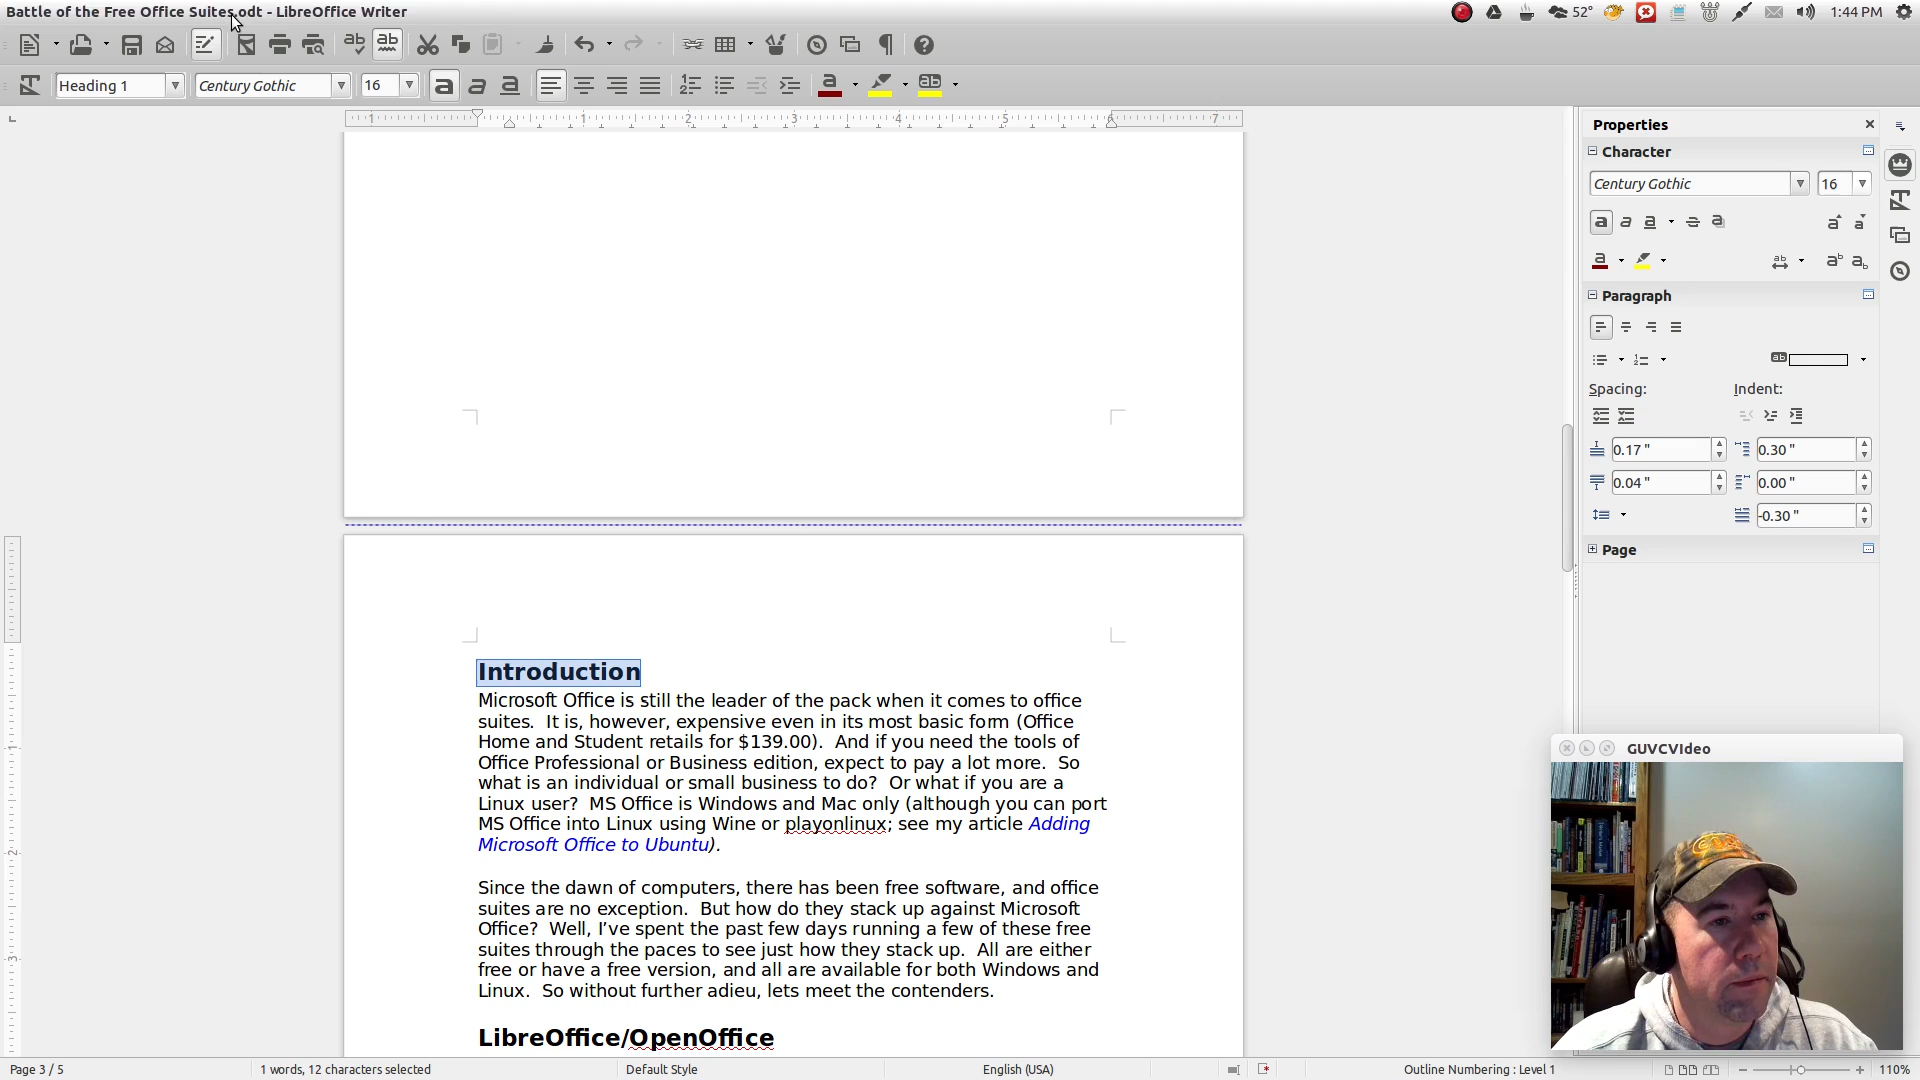 Battle of the Free Office Suites.odt - LibreOffice Writer
52°
1:44 PM
Heading 1
Century Gothic
16
1 1 2 3 4 5 6 7
Properties
Character
Century Gothic
16
Paragraph
Spacing:
Indent:
0.17 "
0.30 "
0.04 "
0.00 "
-0.30 "
Page
Introduction
Microsoft Office is still the leader of the pack when it comes to office
suites.  It is, however, expensive even in its most basic form (Office
Home and Student retails for $139.00).  And if you need the tools of
Office Professional or Business edition, expect to pay a lot more.  So
what is an individual or small business to do?  Or what if you are a
Linux user?  MS Office is Windows and Mac only (although you can port
MS Office into Linux using Wine or playonlinux; see my article Adding
Microsoft Office to Ubuntu).
Since the dawn of computers, there has been free software, and office
suites are no exception.  But how do they stack up against Microsoft
Office?  Well, I've spent the past few days running a few of these free
suites through the paces to see just how they stack up.  All are either
free or have a free version, and all are available for both Windows and
Linux.  So without further adieu, lets meet the contenders.
LibreOffice/OpenOffice
1
2
3
GUVCVIdeo
Page 3 / 5
1 words, 12 characters selected
Default Style
English (USA)
Outline Numbering : Level 1
110%